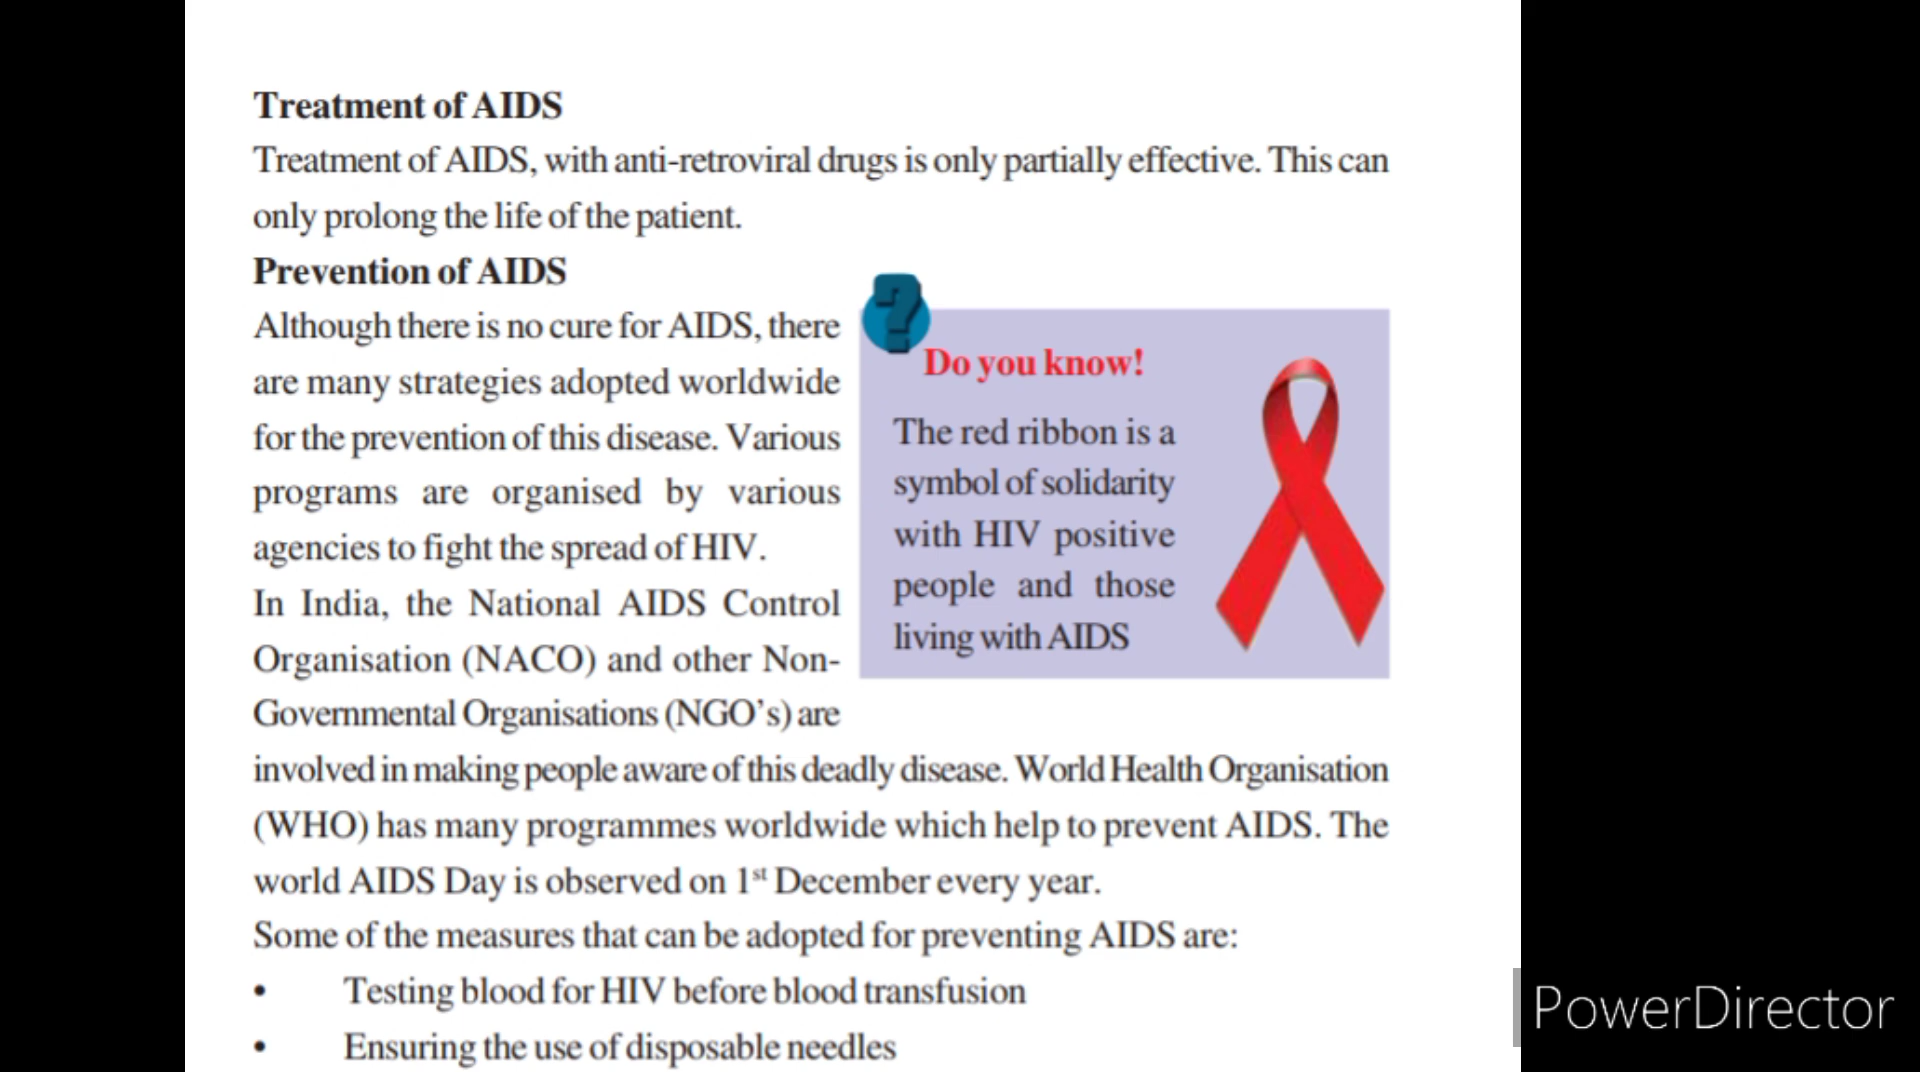 Treatment of AIDS
Treatment of AIDS, with anti-retroviral drugs is only partially effective. This can
only prolong the life of the patient.
Prevention of AIDS
Although there is no cure for AIDS, there
are many strategies adopted worldwide
for the prevention of this disease. Various
programs are organised by various
agencies to fight the spread of HIV.
In India, the National AIDS Control
Organisation (NACO) and other Non-
Governmental Organisations (NGO’s) are
involved in making people aware of this deadly disease. World Health Organisation
(WHO) has many programmes worldwide which help to prevent AIDS. The
world AIDS Day is observed on 1st December every year.
Some of the measures that can be adopted for preventing AIDS are:
• Testing blood for HIV before blood transfusion
• Ensuring the use of disposable needles
?
Do you know!
The red ribbon is a
symbol of solidarity
with HIV positive
people and those
living with AIDS
PowerDirector